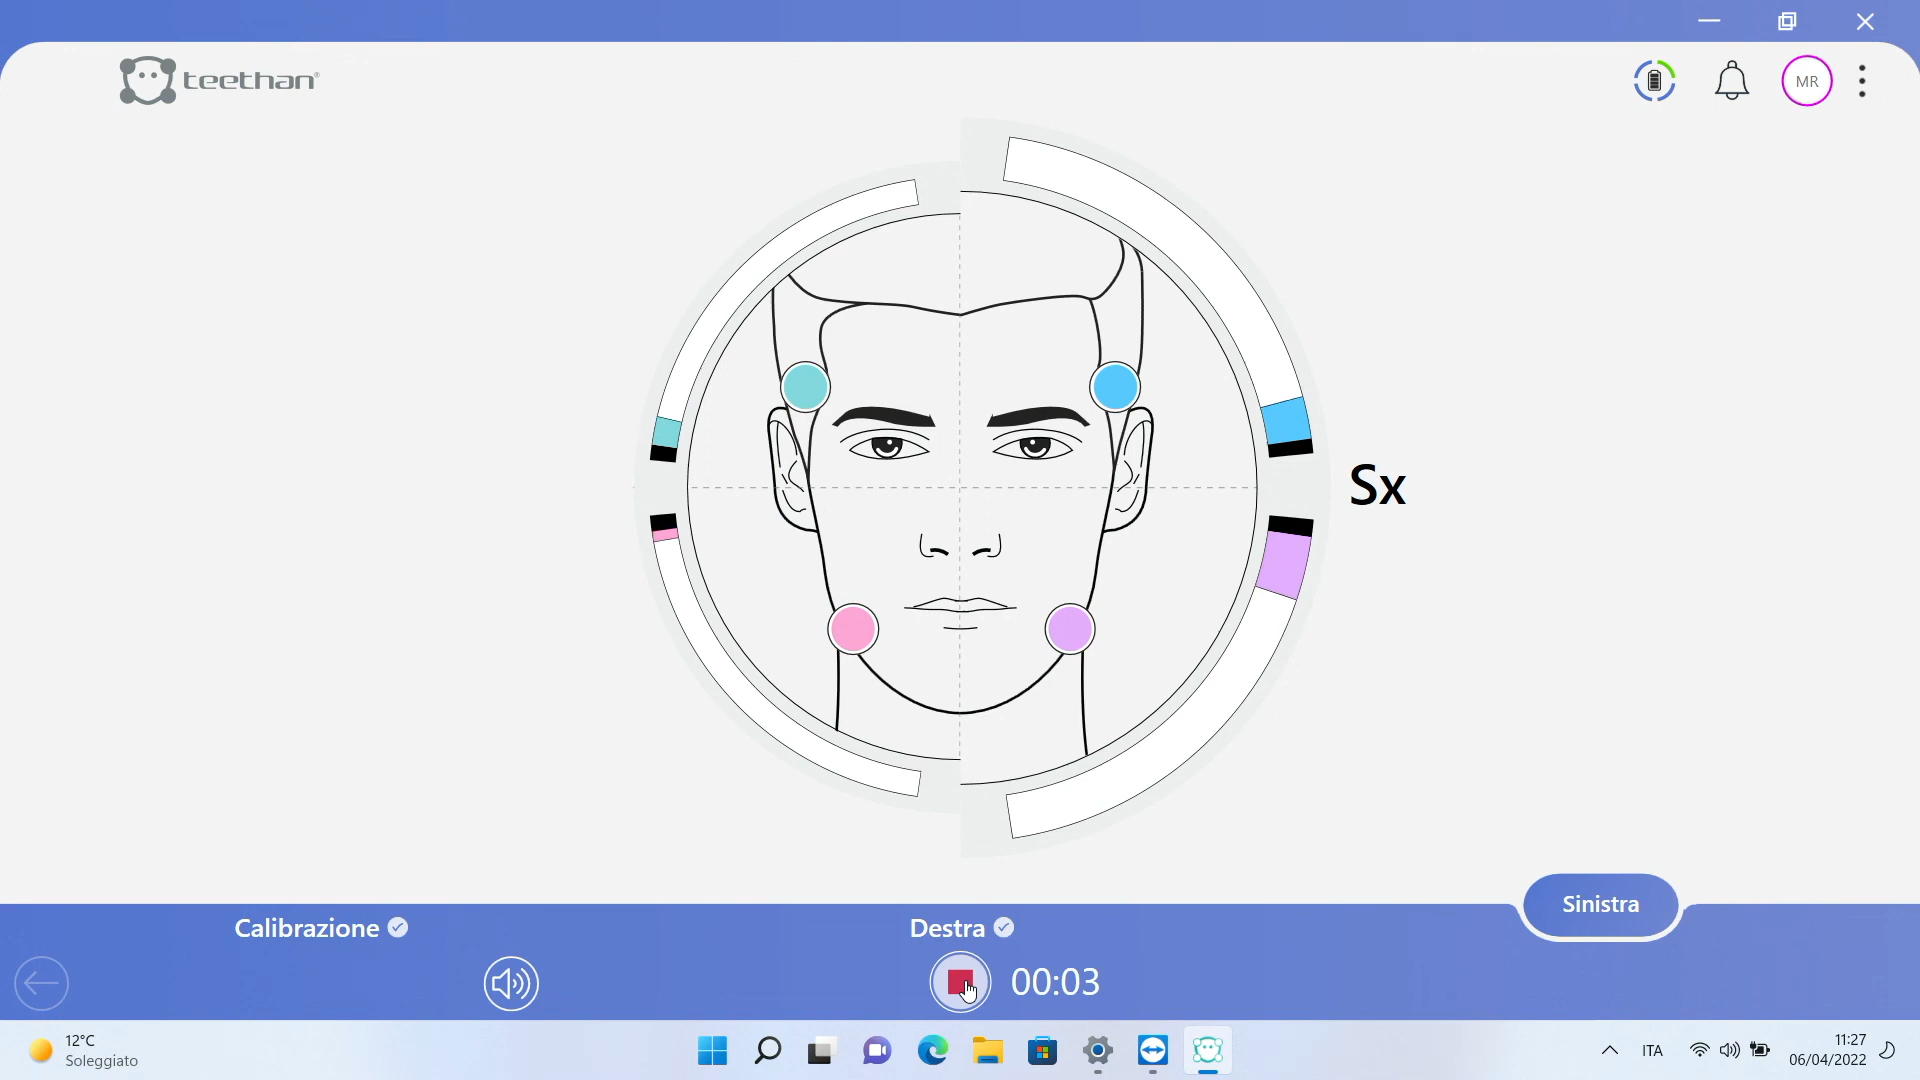 teethan®
MR
Sx
Sinistra
Calibrazione
Destra
00:03
12°C
Soleggiato
ITA
11:27
06/04/2022